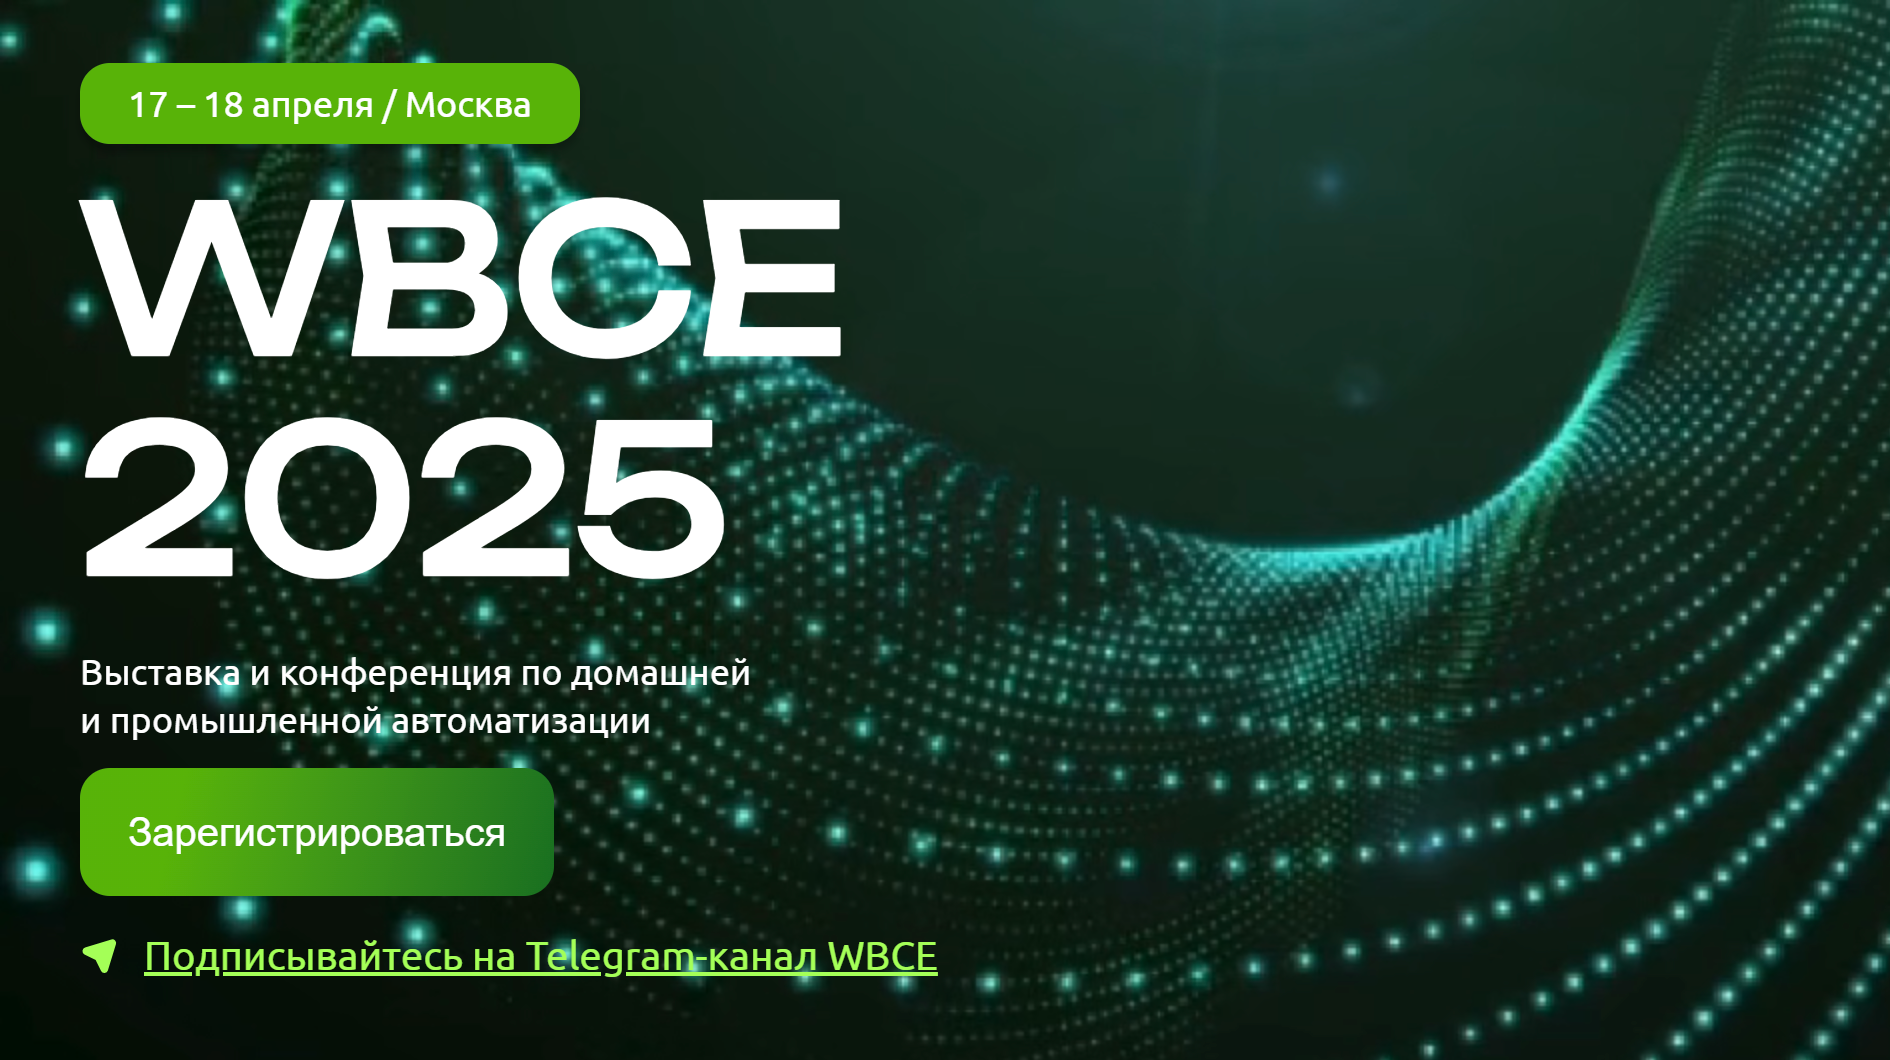 17 – 18 апреля / Москва
WBCE
2025
Выставка и конференция по домашней
и промышленной автоматизации
Зарегистрироваться
Подписывайтесь на Telegram-канал WBCE